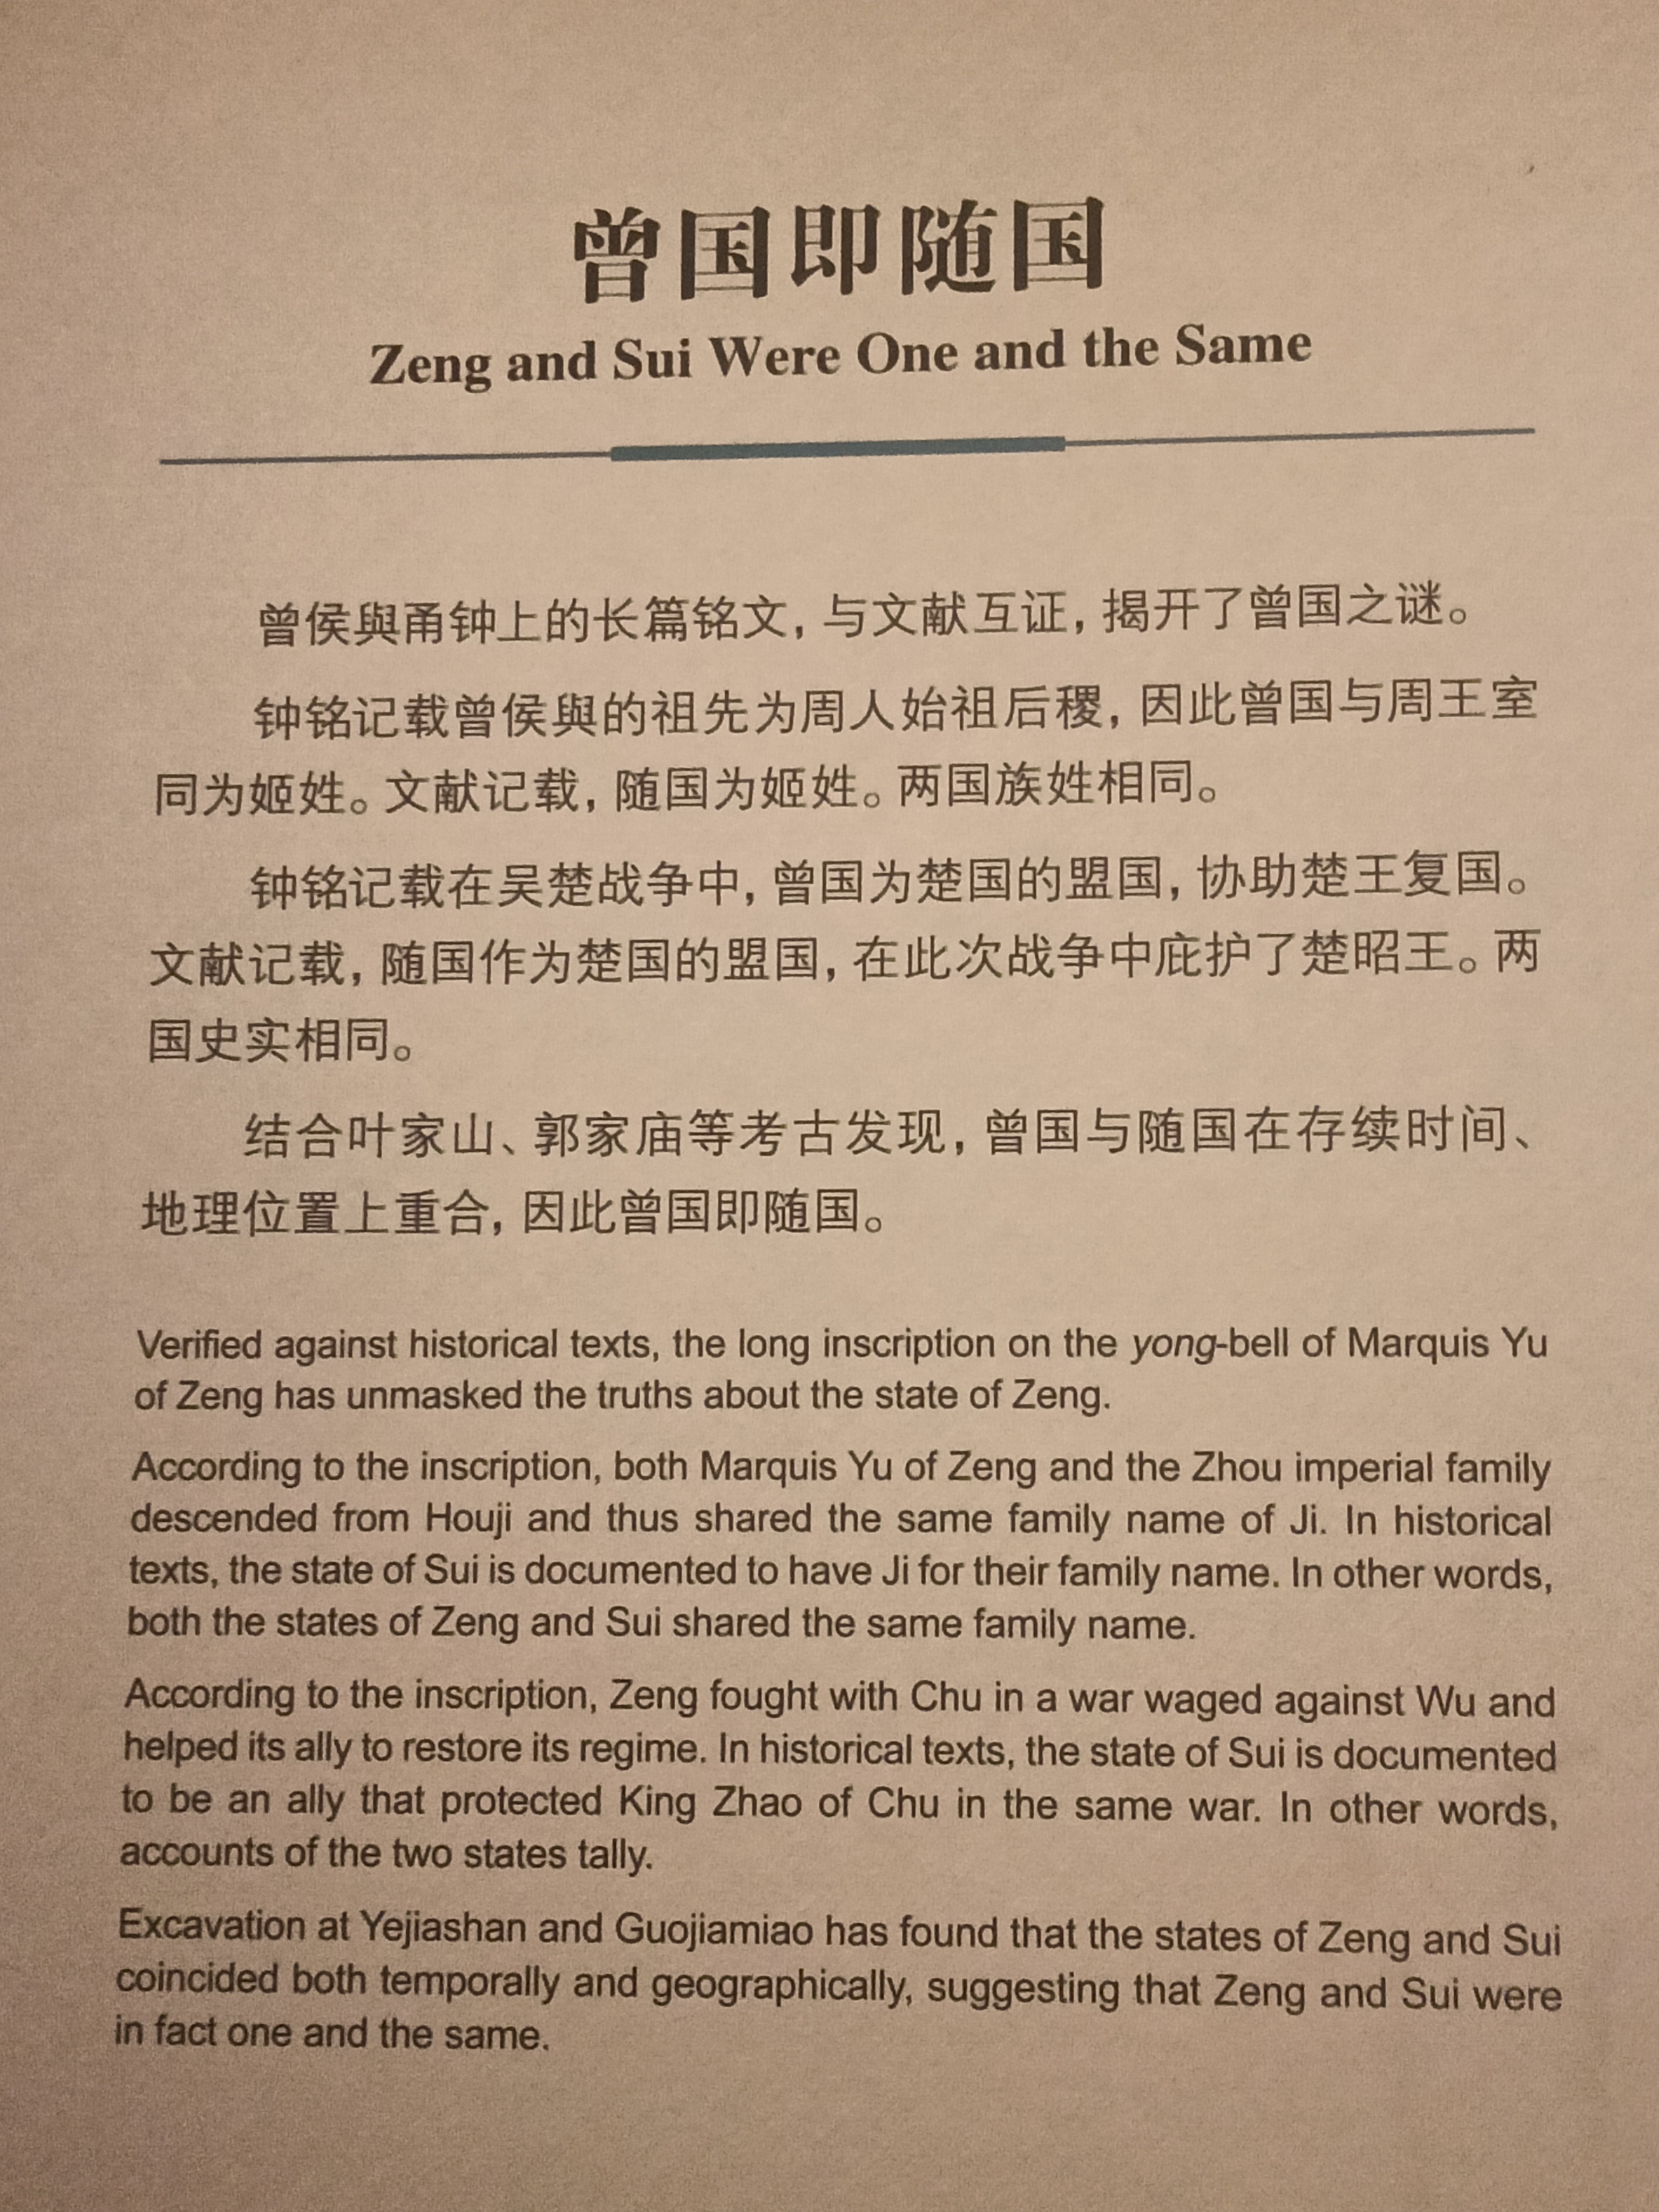 曾国即随国
Zeng and Sui Were One and the Same
曾侯與甬钟上的长篇铭文，与文献互证，揭开了曾国之谜。
钟铭记载曾侯與的祖先为周人始祖后稷，因此曾国与周王室
同为姬姓。文献记载，随国为姬姓。两国族姓相同。
钟铭记载在吴楚战争中，曾国为楚国的盟国，协助楚王复国。
文献记载，随国作为楚国的盟国，在此次战争中庇护了楚昭王。两
国史实相同。
结合叶家山、郭家庙等考古发现，曾国与随国在存续时间、
地理位置上重合，因此曾国即随国。
Verified against historical texts, the long inscription on the yong-bell of Marquis Yu
of Zeng has unmasked the truths about the state of Zeng.
According to the inscription, both Marquis Yu of Zeng and the Zhou imperial family
descended from Houji and thus shared the same family name of Ji. In historical
texts, the state of Sui is documented to have Ji for their family name. In other words,
both the states of Zeng and Sui shared the same family name.
According to the inscription, Zeng fought with Chu in a war waged against Wu and
helped its ally to restore its regime. In historical texts, the state of Sui is documented
to be an ally that protected King Zhao of Chu in the same war. In other words,
accounts of the two states tally.
Excavation at Yejiashan and Guojiamiao has found that the states of Zeng and Sui
coincided both temporally and geographically, suggesting that Zeng and Sui were
in fact one and the same.